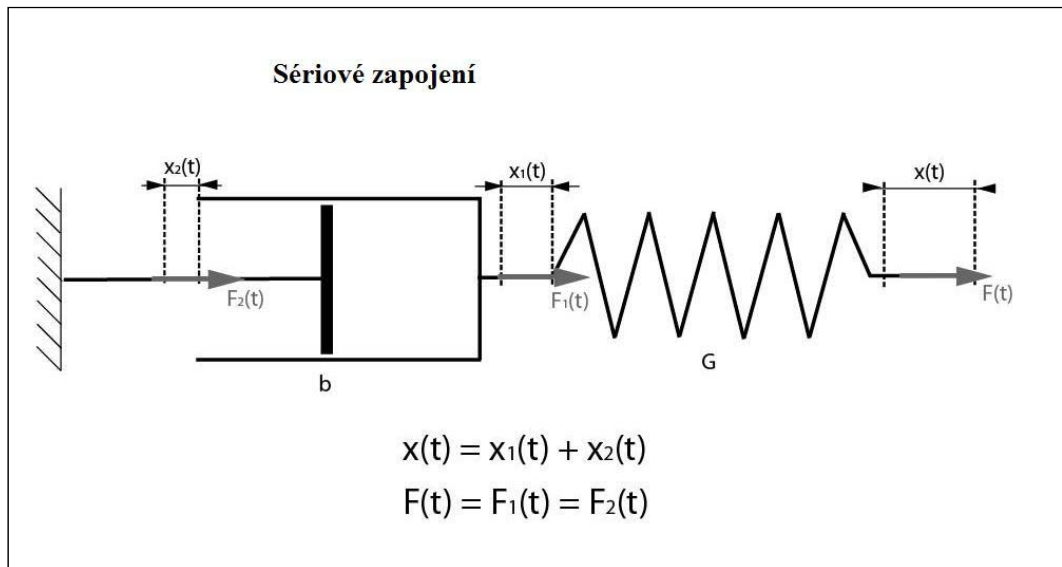 Sériové zapojení
x₂(t)
x₁(t)
x(t)
F₂(t)
F₁(t)
F(t)
b
G
x(t) = x₁(t) + x₂(t)
F(t) = F₁(t) = F₂(t)